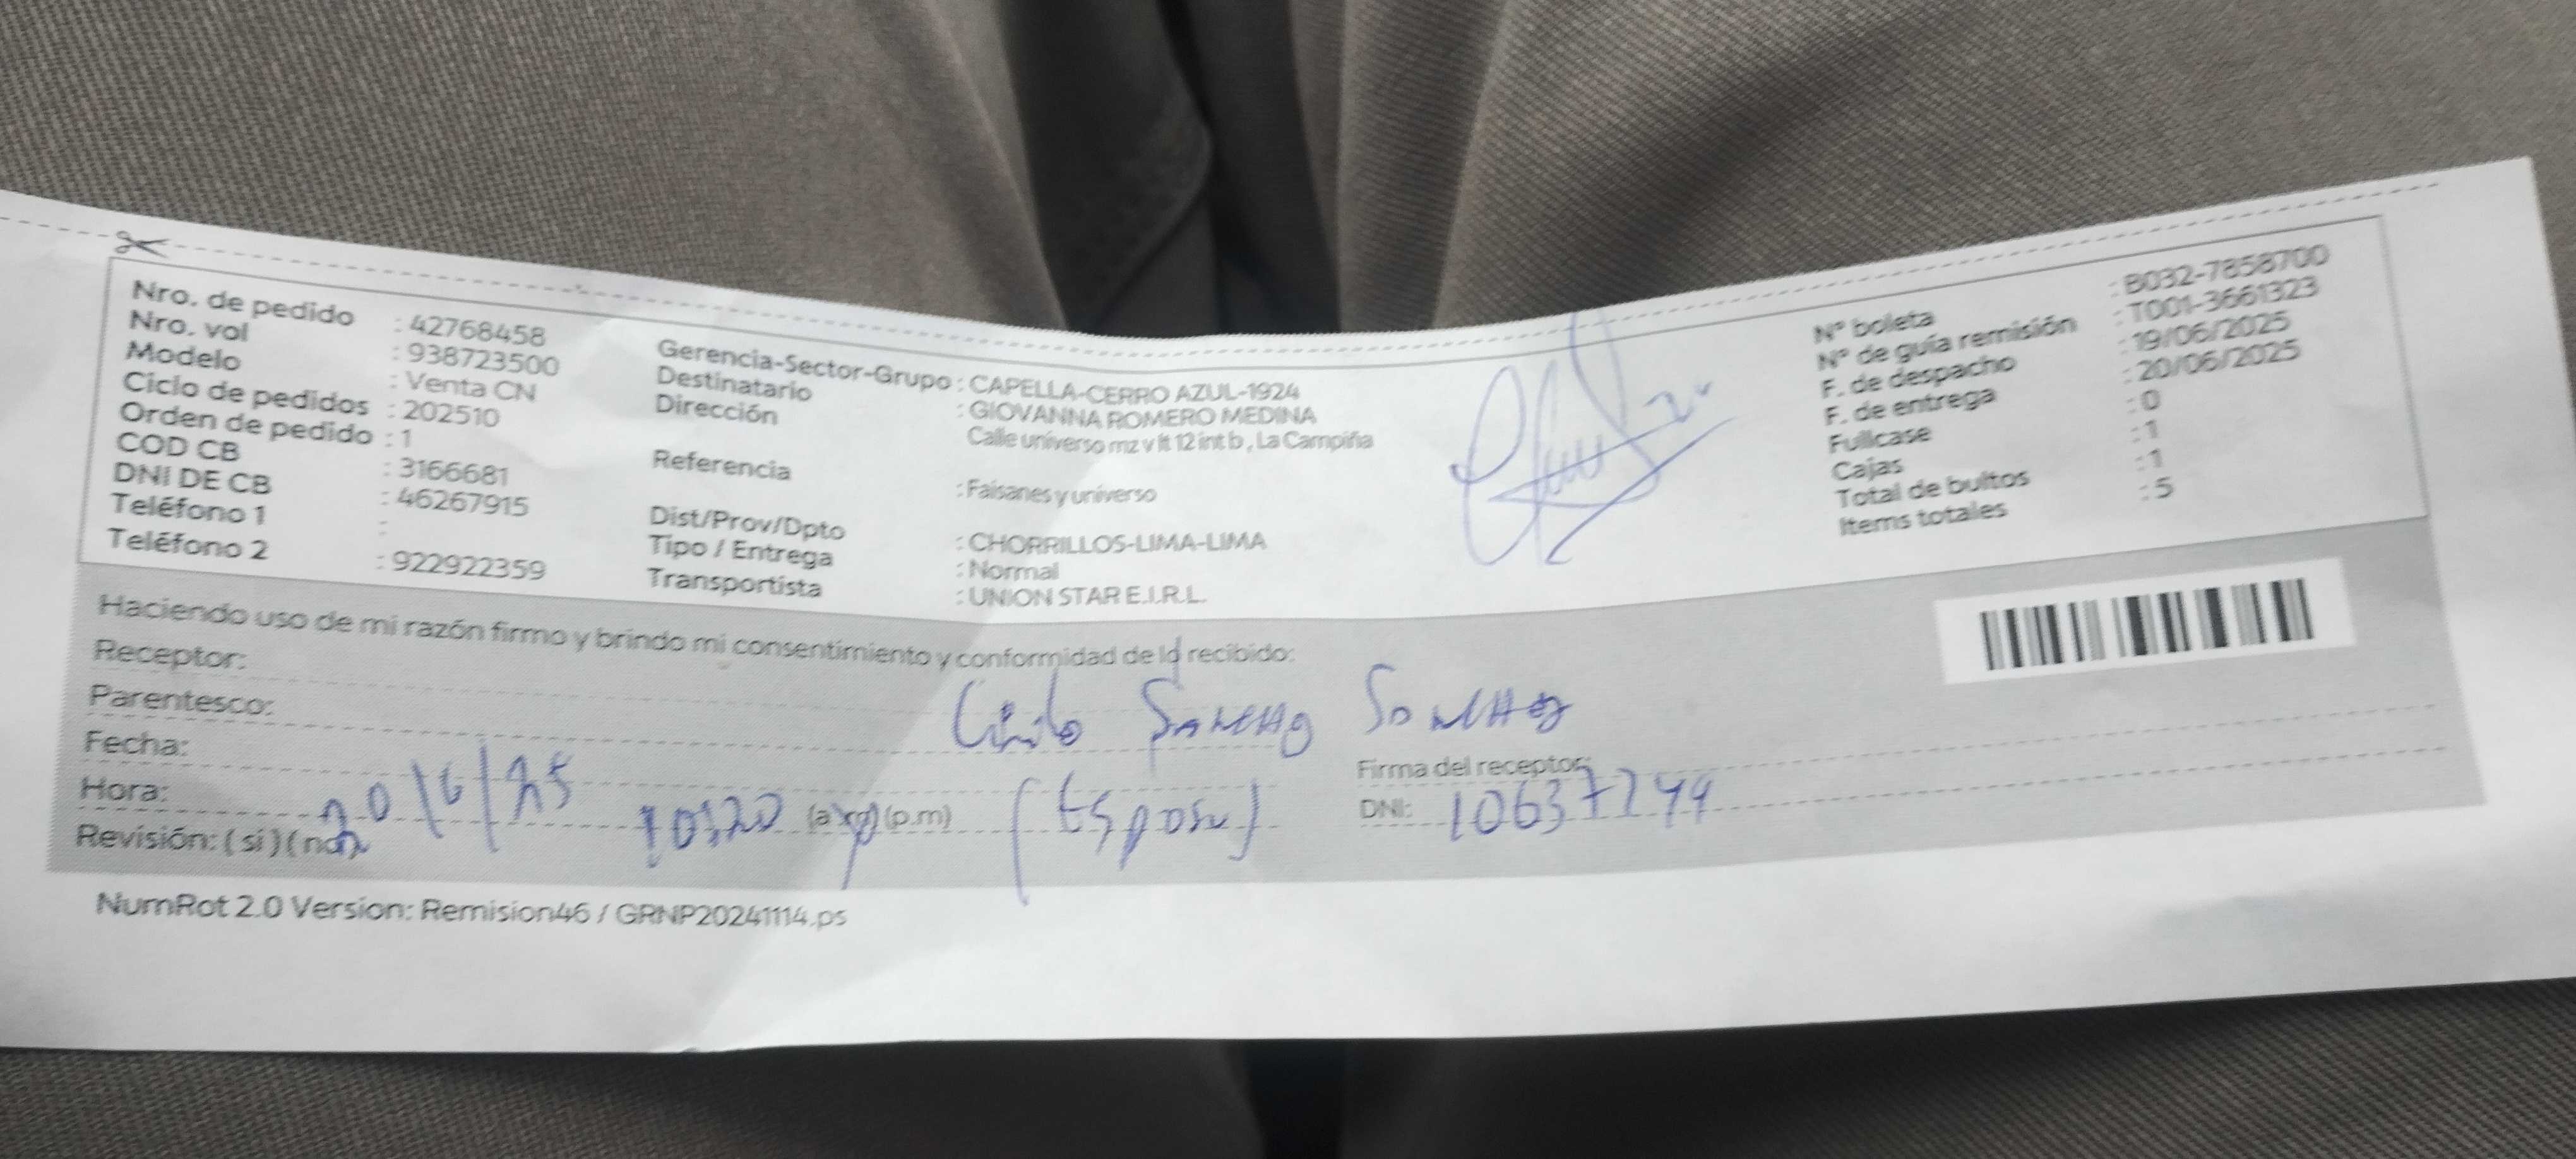 Nro. de pedido : 42768458
Nro. vol : 938723500
Modelo : Venta CN
Ciclo de pedidos : 202510
Orden de pedido : 1
COD CB : 3166681
DNI DE CB : 46267915
Teléfono 1 :
Teléfono 2 : 922922359
Gerencia-Sector-Grupo : CAPELLA-CERRO AZUL-1924
Destinatario : GIOVANNA ROMERO MEDINA
Dirección Calle universo mz v lt 12 int b , La Campiña
Referencia : Faisanes y universo
Dist/Prov/Dpto : CHORRILLOS-LIMA-LIMA
Tipo / Entrega : Normal
Transportista : UNION STAR E.I.R.L.
N° boleta : B032-7858700
N° de guía remisión : T001-3661323
F. de despacho : 19/06/2025
F. de entrega : 20/06/2025
Fullcase : 0
Cajas : 1
Total de bultos : 1
Items totales : 5
Haciendo uso de mi razón firmo y brindo mi consentimiento y conformidad de lo recibido:
Receptor:
Parentesco:
Fecha: 20/6/25
Hora: 10:20 (a.m) (p.m)
(Esposo)
Firma del receptor:
DNI:
Revisión: ( si ) ( no )
NumRot 2.0 Version: Remision46 / GRNP20241114.ps